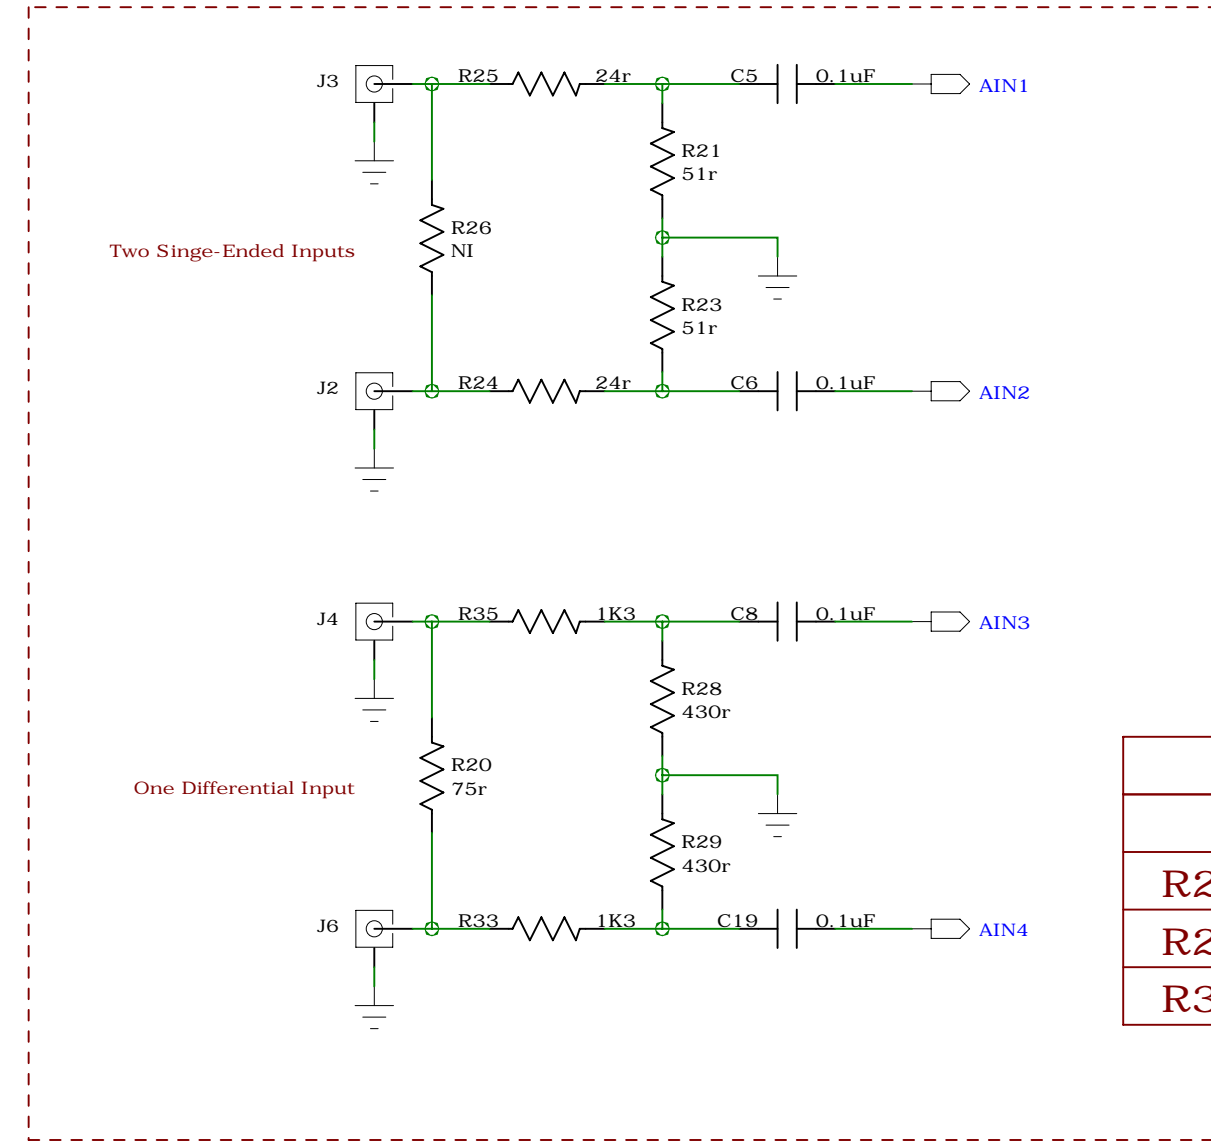 J3 R25 24r C5 0.1uF AIN1
R21
51r
R26
NI
Two Singe-Ended Inputs
R23
51r
J2 R24 24r C6 0.1uF AIN2
J4 R35 1K3 C8 0.1uF AIN3
R28
430r
R20
75r
One Differential Input
R29
430r
J6 R33 1K3 C19 0.1uF AIN4